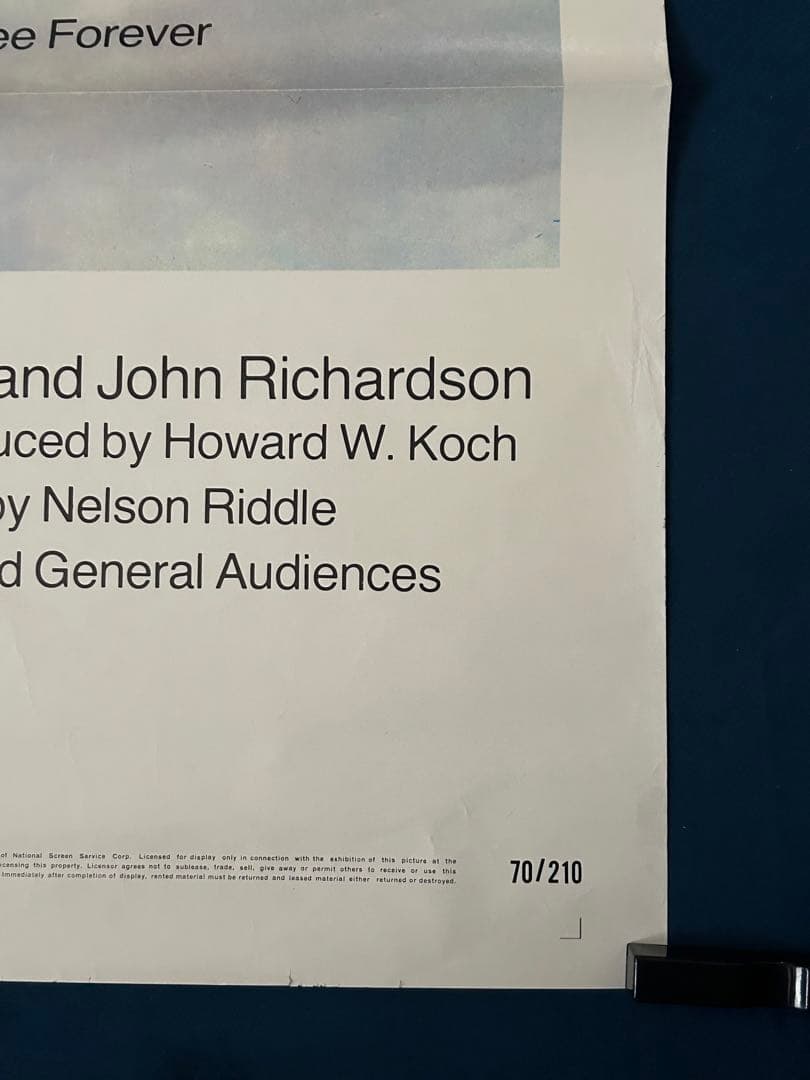 ee Forever
and John Richardson
uced by Howard W. Koch
by Nelson Riddle
d General Audiences
of National Screen Service Corp. Licensed for display only in connection with the exhibition of this picture at the
censing this property. Licensor agrees not to sublease, trade, sell, give away or permit others to receive or use this
Immediately after completion of display, rented material must be returned and leased material either returned or destroyed.
70/210